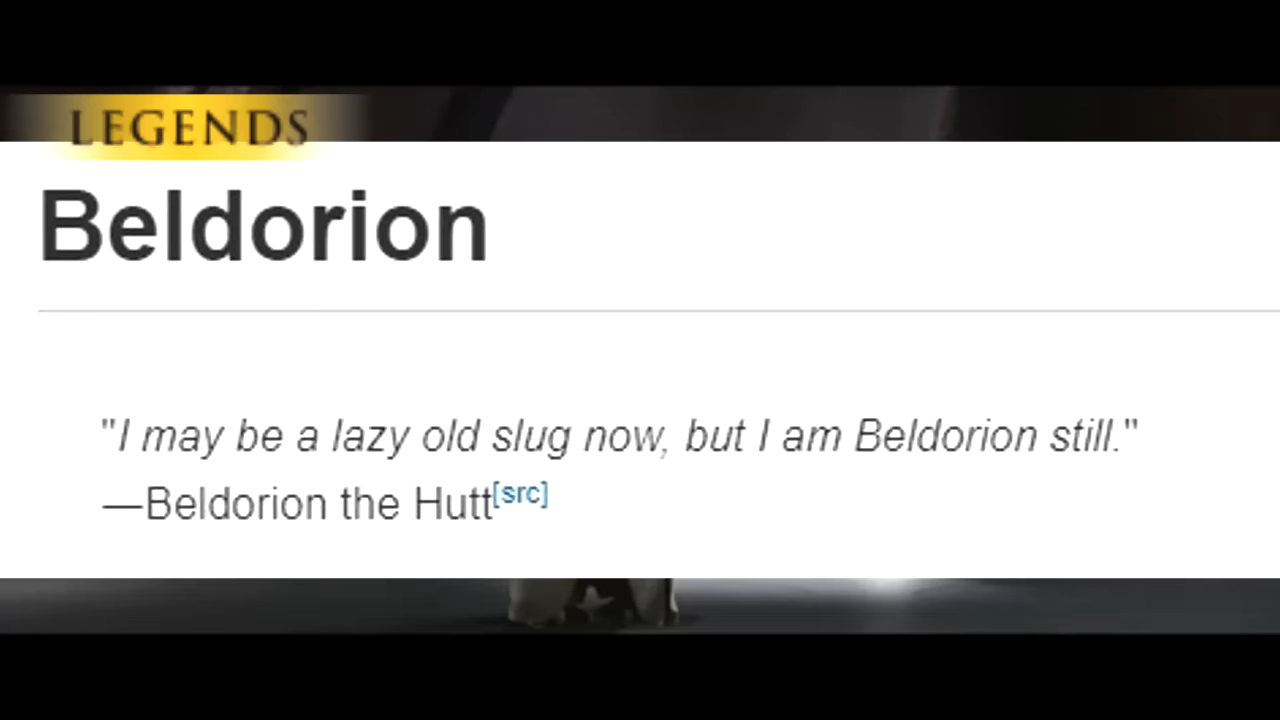 LEGENDS
Beldorion
"I may be a lazy old slug now, but I am Beldorion still."
—Beldorion the Hutt[src]